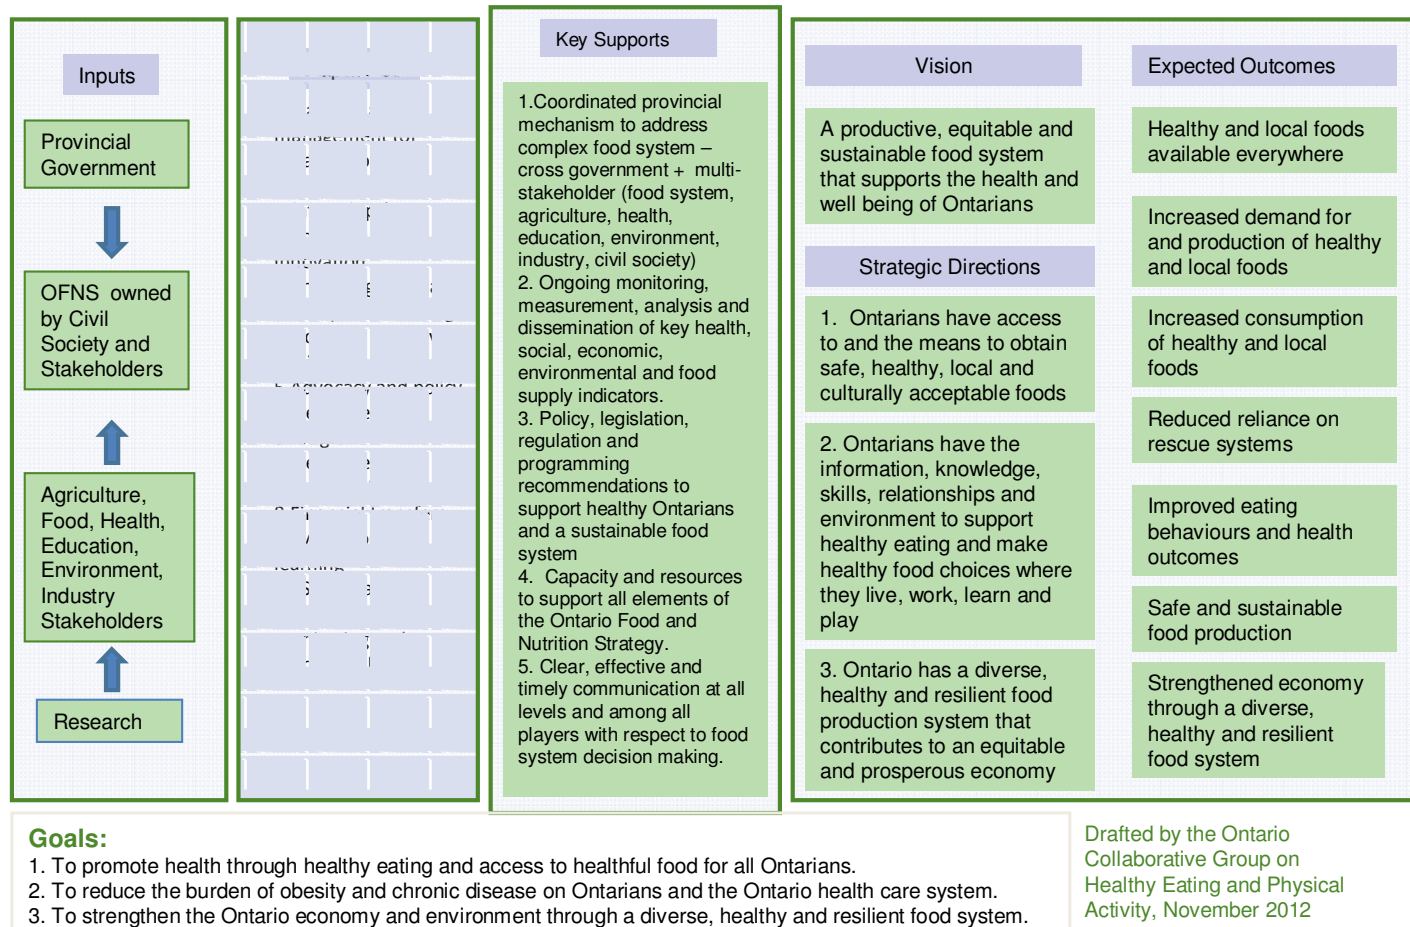 Inputs
Provincial
Government
OFNS  owned
by Civil
Society and
Stakeholders
Agriculture,
Food, Health,
Education,
Environment,
Industry
Stakeholders
Research
Key Supports
1.Coordinated provincial
mechanism to address
complex food system –
cross government +  multi-
stakeholder (food system,
agriculture, health,
education, environment,
industry, civil society)
2. Ongoing monitoring,
measurement, analysis and
dissemination of key health,
social, economic,
environmental and food
supply indicators.
3. Policy, legislation,
regulation and
programming
recommendations to
support healthy Ontarians
and a sustainable food
system
4.  Capacity and resources
to support all elements of
the Ontario Food and
Nutrition Strategy.
5. Clear, effective and
timely communication at all
levels and among all
players with respect to food
system decision making.
Vision
A productive, equitable and
sustainable food system
that supports the health and
well being of Ontarians
Strategic Directions
1.  Ontarians have access
to and the means to obtain
safe, healthy, local and
culturally acceptable foods
2. Ontarians have the
information, knowledge,
skills, relationships and
environment to support
healthy eating and make
healthy food choices where
they live, work, learn and
play
3. Ontario has a diverse,
healthy and resilient food
production system that
contributes to an equitable
and prosperous economy
Expected Outcomes
Healthy and local foods
available everywhere
Increased demand for
and production of healthy
and local foods
Increased consumption
of healthy and local
foods
Reduced reliance on
rescue systems
Improved eating
behaviours and health
outcomes
Safe and sustainable
food production
Strengthened economy
through a diverse,
healthy and resilient
food system
Goals:
1. To promote health through healthy eating and access to healthful food for all Ontarians.
2. To reduce the burden of obesity and chronic disease on Ontarians and the Ontario health care system.
3. To strengthen the Ontario economy and environment through a diverse, healthy and resilient food system.
Drafted by the Ontario
Collaborative Group on
Healthy Eating and Physical
Activity, November 2012